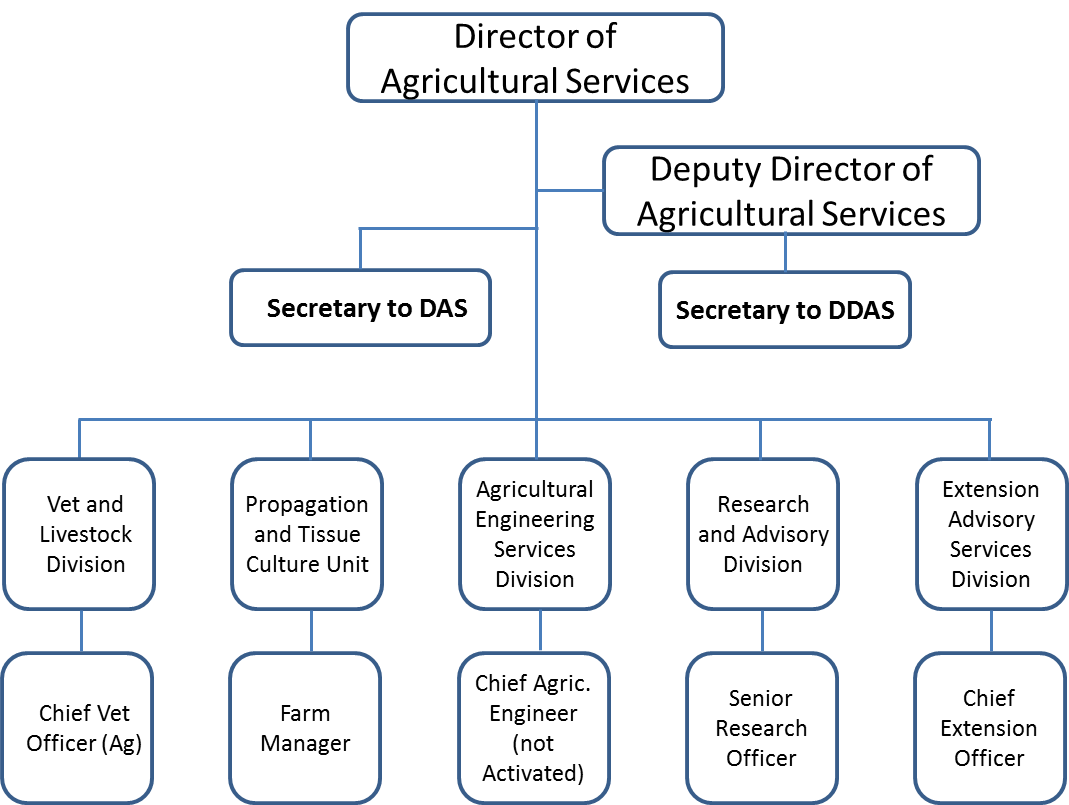 Director of
Agricultural Services
Deputy Director of
Agricultural Services
Secretary to DAS
Secretary to DDAS
Vet and
Livestock
Division
Propagation
and Tissue
Culture Unit
Agricultural
Engineering
Services
Division
Research
and Advisory
Division
Extension
Advisory
Services
Division
Chief Vet
Officer (Ag)
Farm
Manager
Chief Agric.
Engineer
(not
Activated)
Senior
Research
Officer
Chief
Extension
Officer